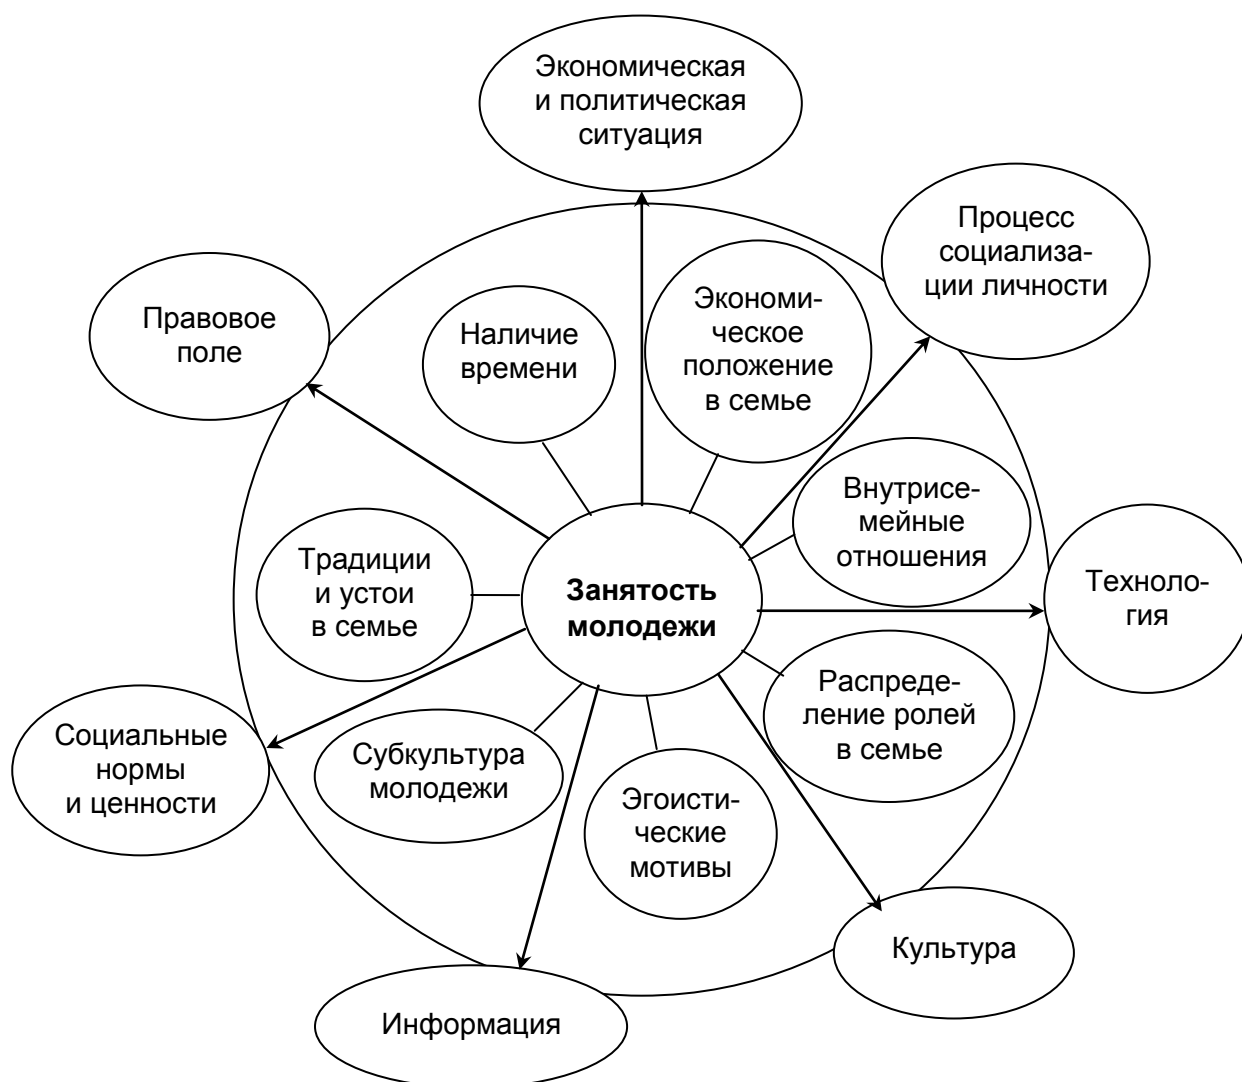 Экономическая
и политическая
ситуация
Процесс
социализа-
ции личности
Правовое
поле
Наличие
времени
Экономи-
ческое
положение
в семье
Внутрисе-
мейные
отношения
Традиции
и устои
в семье
Занятость
молодежи
Техноло-
гия
Распреде-
ление ролей
в семье
Социальные
нормы
и ценности
Субкультура
молодежи
Эгоисти-
ческие
мотивы
Культура
Информация